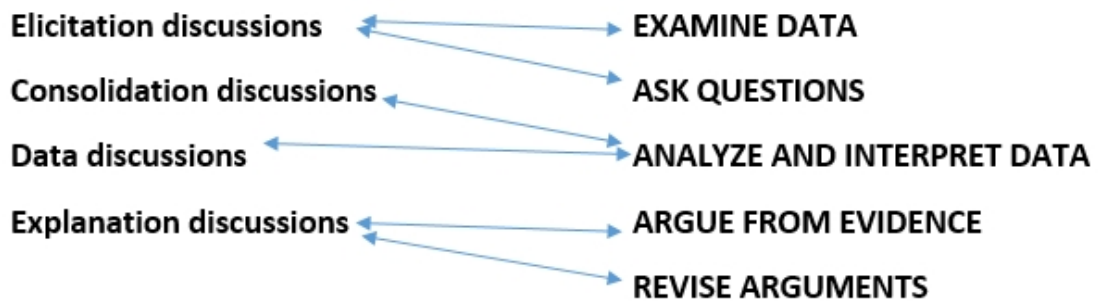 Elicitation discussions
EXAMINE DATA
ASK QUESTIONS
Consolidation discussions
Data discussions
ANALYZE AND INTERPRET DATA
Explanation discussions
ARGUE FROM EVIDENCE
REVISE ARGUMENTS